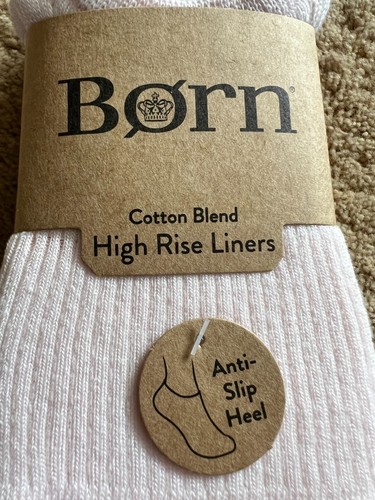 Børn®
Cotton Blend
High Rise Liners
Anti-
Slip
Heel